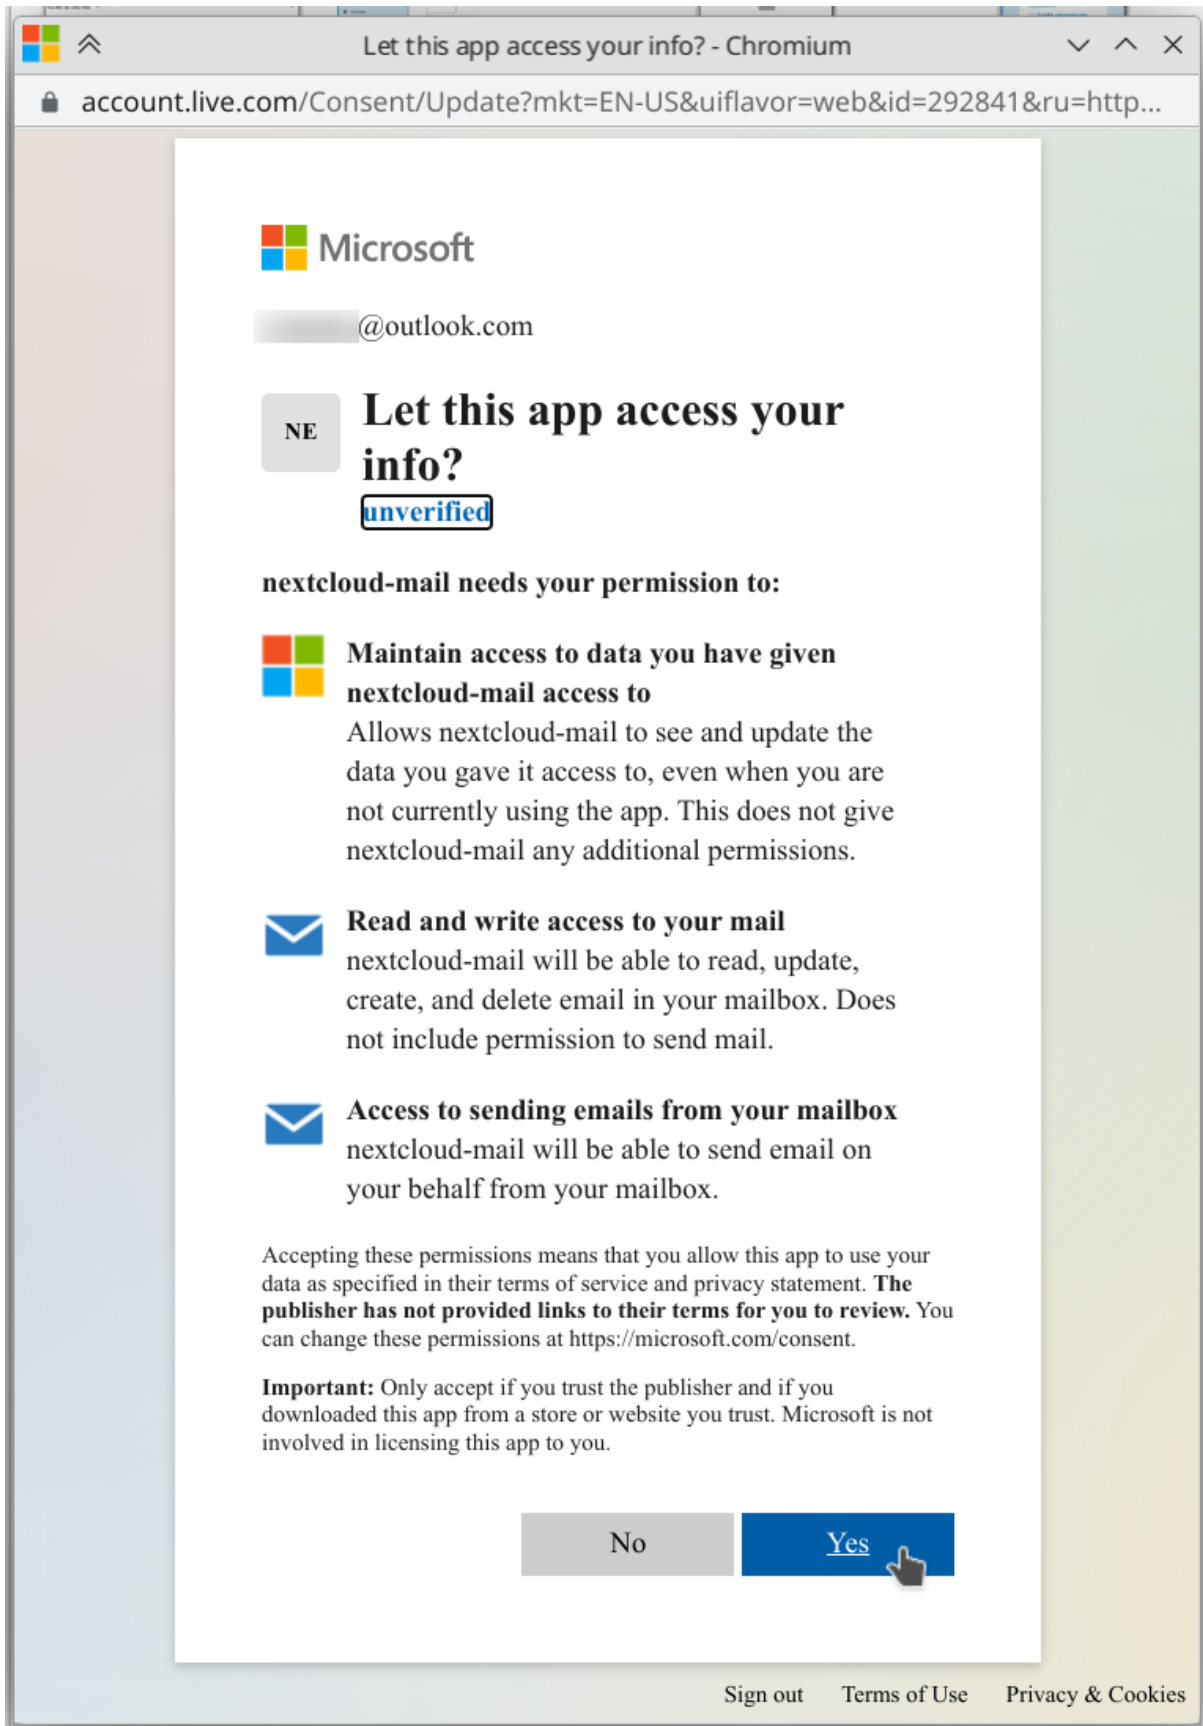 Let this app access your info? - Chromium
account.live.com/Consent/Update?mkt=EN-US&uiflavor=web&id=292841&ru=http...
Microsoft
@outlook.com
NE
Let this app access your
info?
unverified
nextcloud-mail needs your permission to:
Maintain access to data you have given
nextcloud-mail access to
Allows nextcloud-mail to see and update the
data you gave it access to, even when you are
not currently using the app. This does not give
nextcloud-mail any additional permissions.
Read and write access to your mail
nextcloud-mail will be able to read, update,
create, and delete email in your mailbox. Does
not include permission to send mail.
Access to sending emails from your mailbox
nextcloud-mail will be able to send email on
your behalf from your mailbox.
Accepting these permissions means that you allow this app to use your
data as specified in their terms of service and privacy statement. The
publisher has not provided links to their terms for you to review. You
can change these permissions at https://microsoft.com/consent.
Important: Only accept if you trust the publisher and if you
downloaded this app from a store or website you trust. Microsoft is not
involved in licensing this app to you.
No
Yes
Sign out
Terms of Use
Privacy & Cookies